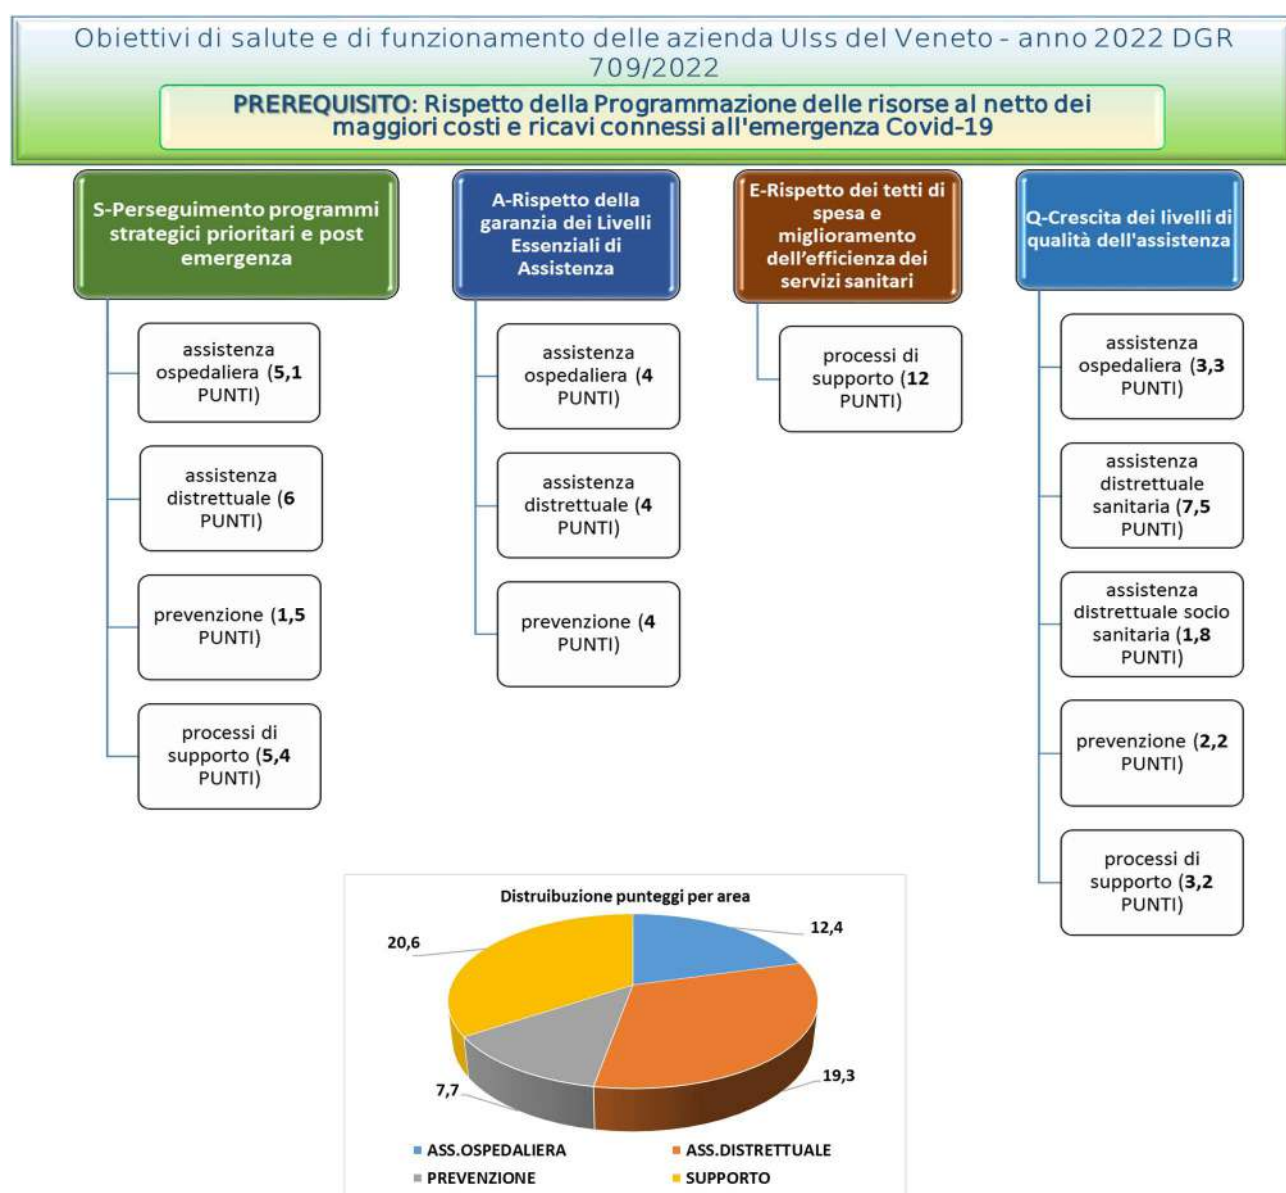 Obiettivi di salute e di funzionamento delle azienda Ulss del Veneto - anno 2022 DGR
709/2022
PREREQUISITO: Rispetto della Programmazione delle risorse al netto dei
maggiori costi e ricavi connessi all'emergenza Covid-19
S-Perseguimento programmi
strategici prioritari e post
emergenza
assistenza
ospedaliera (5,1
PUNTI)
assistenza
distrettuale (6
PUNTI)
prevenzione (1,5
PUNTI)
processi di
supporto (5,4
PUNTI)
A-Rispetto della
garanzia dei Livelli
Essenziali di
Assistenza
assistenza
ospedaliera (4
PUNTI)
assistenza
distrettuale (4
PUNTI)
prevenzione (4
PUNTI)
E-Rispetto dei tetti di
spesa e
miglioramento
dell’efficienza dei
servizi sanitari
processi di
supporto (12
PUNTI)
Q-Crescita dei livelli di
qualità dell'assistenza
assistenza
ospedaliera (3,3
PUNTI)
assistenza
distrettuale
sanitaria (7,5
PUNTI)
assistenza
distrettuale socio
sanitaria (1,8
PUNTI)
prevenzione (2,2
PUNTI)
processi di
supporto (3,2
PUNTI)
Distruibuzione punteggi per area
12,4
20,6
19,3
7,7
ASS.OSPEDALIERA
ASS.DISTRETTUALE
PREVENZIONE
SUPPORTO